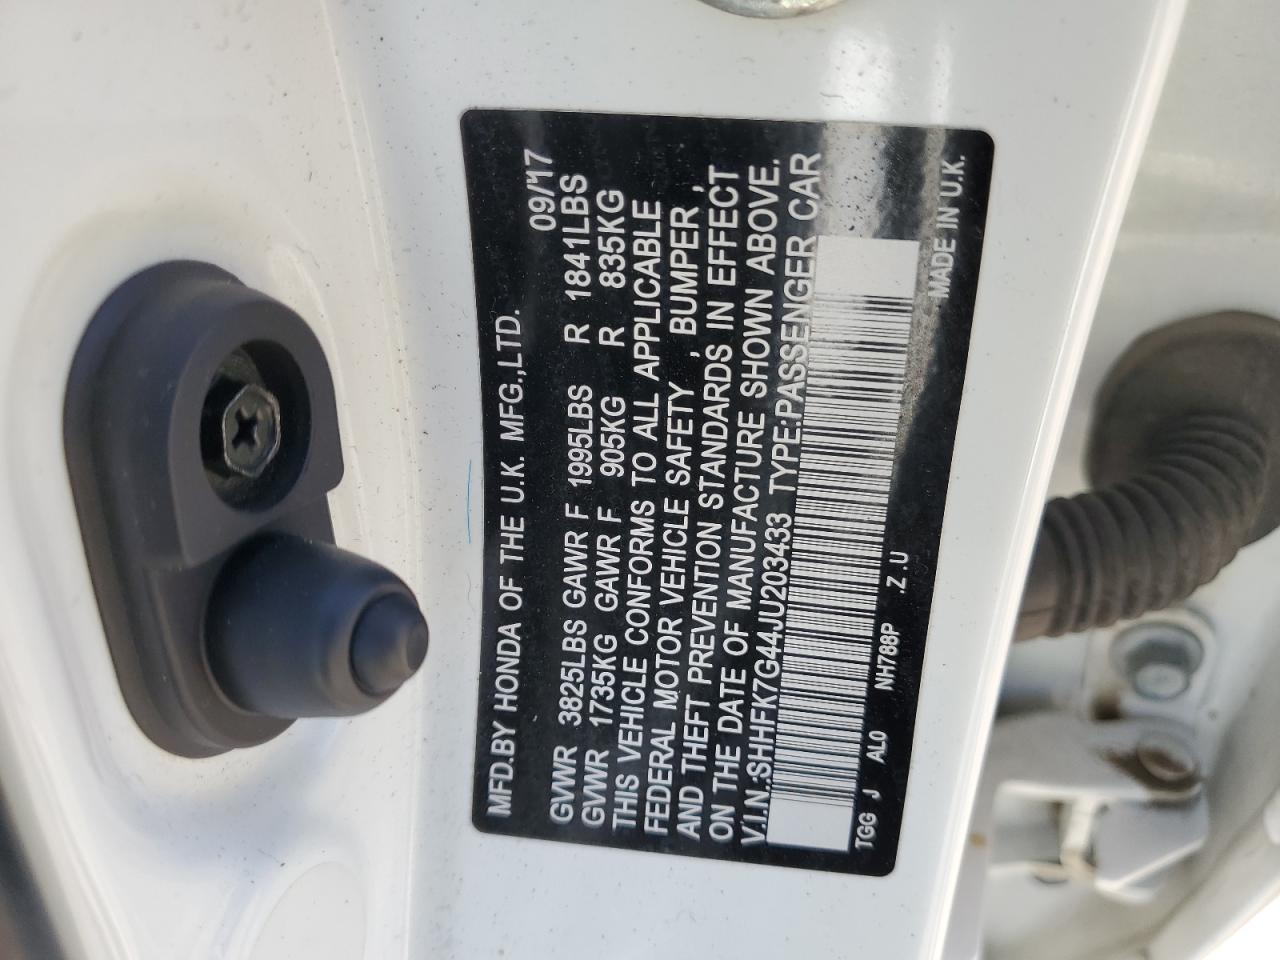 MFD.BY HONDA OF THE U.K. MFG.,LTD.
09/17
GVWR 3825LBS GAWR F 1995LBS R 1841LBS
GVWR 1735KG GAWR F 905KG R 835KG
THIS VEHICLE CONFORMS TO ALL APPLICABLE
FEDERAL MOTOR VEHICLE SAFETY , BUMPER ,
AND THEFT PREVENTION STANDARDS IN EFFECT
ON THE DATE OF MANUFACTURE SHOWN ABOVE.
V.I.N.:SHHFK7G44JU203433 TYPE:PASSENGER CAR
TGG J AL0 NH788P .Z.U
MADE IN U.K.